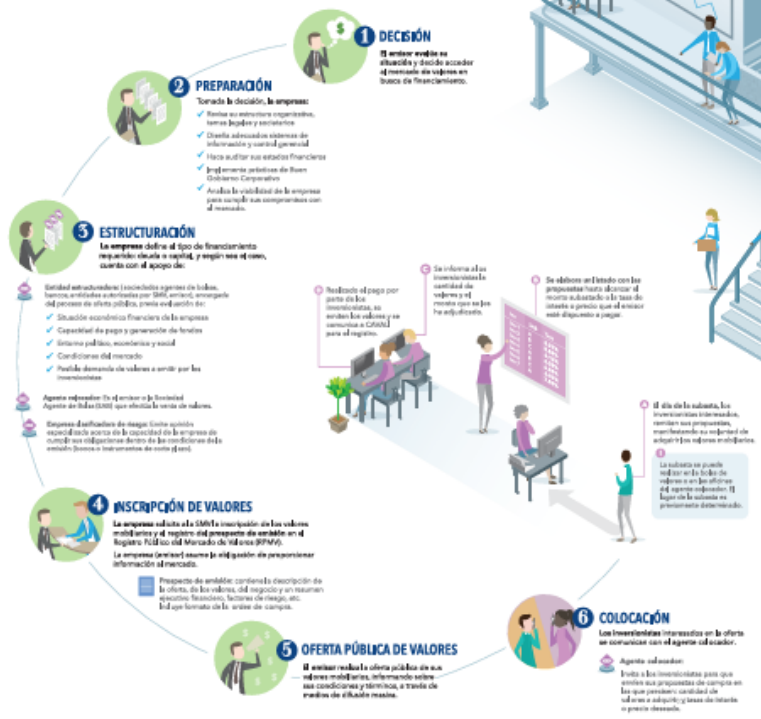 1 DECISIÓN
El emisor evalúa su
situación y decide acceder
al mercado de valores en
busca de financiamiento.
2 PREPARACIÓN
Tomada la decisión, la empresa:
Revisa su estructura organizativa,
temas legales y societarios
Diseña adecuados sistemas de
información y control gerencial
Hace auditar sus estados financieros
Implementa prácticas de Buen
Gobierno Corporativo
Analiza la viabilidad de la empresa
para cumplir sus compromisos con
el mercado.
3 ESTRUCTURACIÓN
La empresa define el tipo de financiamiento
requerido: deuda o capital, y según sea el caso,
cuenta con el apoyo de:
Entidad estructuradora: (sociedades agentes de bolsa,
bancos, entidades autorizadas por SMV, emisor), encargada
del proceso de oferta pública, previa evaluación de:
Situación económico financiera de la empresa
Capacidad de pago y generación de fondos
Entorno político, económico y social
Condiciones del mercado
Posible demanda de valores a emitir por los
inversionistas
Agente colocador: Es el emisor o la Sociedad
Agente de Bolsa (SAB) que efectúa la venta de valores.
Empresa clasificadora de riesgo: Emite opinión
especializada acerca de la capacidad de la empresa de
cumplir sus obligaciones dentro de las condiciones de la
emisión (bonos o instrumentos de corto plazo).
4 INSCRIPCIÓN DE VALORES
La empresa solicita a la SMV la inscripción de los valores
mobiliarios y el registro del prospecto de emisión en el
Registro Público del Mercado de Valores (RPMV).
La empresa (emisor) asume la obligación de proporcionar
información al mercado.
Prospecto de emisión: contiene la descripción de
la oferta, de los valores, del negocio y un resumen
ejecutivo financiero, factores de riesgo, etc.
Incluye formato de la orden de compra.
5 OFERTA PÚBLICA DE VALORES
El emisor realiza la oferta pública de sus
valores mobiliarios, informando sobre
sus condiciones y términos, a través de
medios de difusión masiva.
6 COLOCACIÓN
Los inversionistas interesados en la oferta
se comunican con el agente colocador.
Agente colocador:
Invita a los inversionistas para que
envíen sus propuestas de compra en
las que precisen: cantidad de
valores a adquirir y tasas de interés
o precio deseado.
A El día de la subasta, los
inversionistas interesados,
remiten sus propuestas,
manifestando su voluntad de
adquirir los valores mobiliarios.
La subasta se puede
realizar en la bolsa de
valores o en las oficinas
del agente colocador. El
lugar de la subasta es
previamente determinado.
Se elabora un listado con las
propuestas hasta alcanzar el
monto subastado o la tasa de
interés o precio que el emisor
esté dispuesto a pagar.
C Se informa a los
inversionistas la
cantidad de
valores y el
monto que se les
ha adjudicado.
Realizado el pago por
parte de los
inversionistas, se
emiten los valores y se
comunica a CAVALI
para el registro.